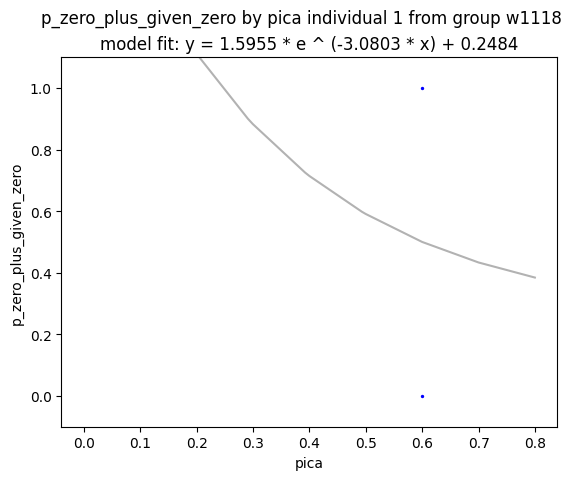 p_zero_plus_given_zero by pica individual 1 from group w1118
model fit: y = 1.5955 * e ^ (-3.0803 * x) + 0.2484
1.0
0.8
0.6
0.4
0.2
0.0
p_zero_plus_given_zero
0.0 0.1 0.2 0.3 0.4 0.5 0.6 0.7 0.8
pica